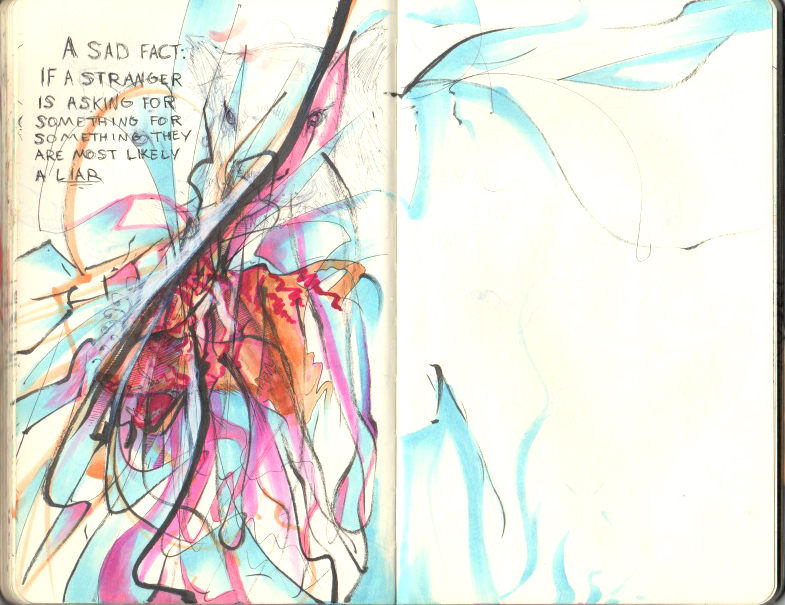 A SAD FACT:
IF A STRANGER
IS ASKING FOR
SOMETHING FOR
SOMETHING THEY
ARE MOST LIKELY
A LIAR